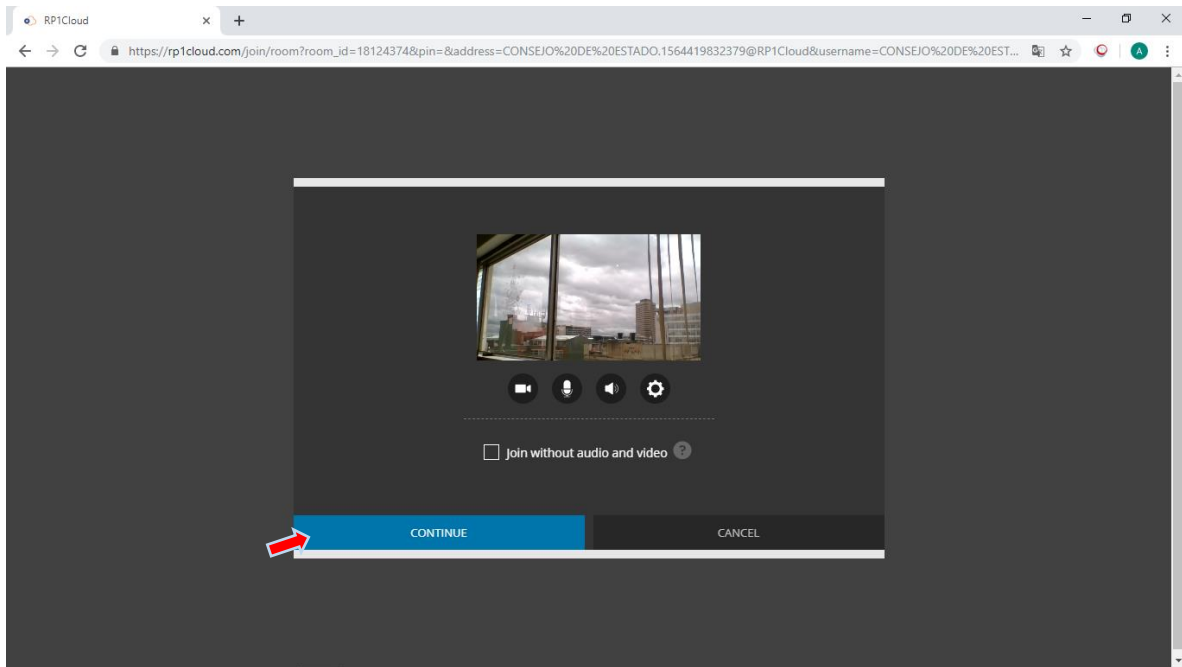 RP1Cloud
https://rp1cloud.com/join/room?room_id=18124374&pin=&address=CONSEJO%20DE%20ESTADO.1564419832379@RP1Cloud&username=CONSEJO%20DE%20EST...
A
Join without audio and video ?
CONTINUE CANCEL